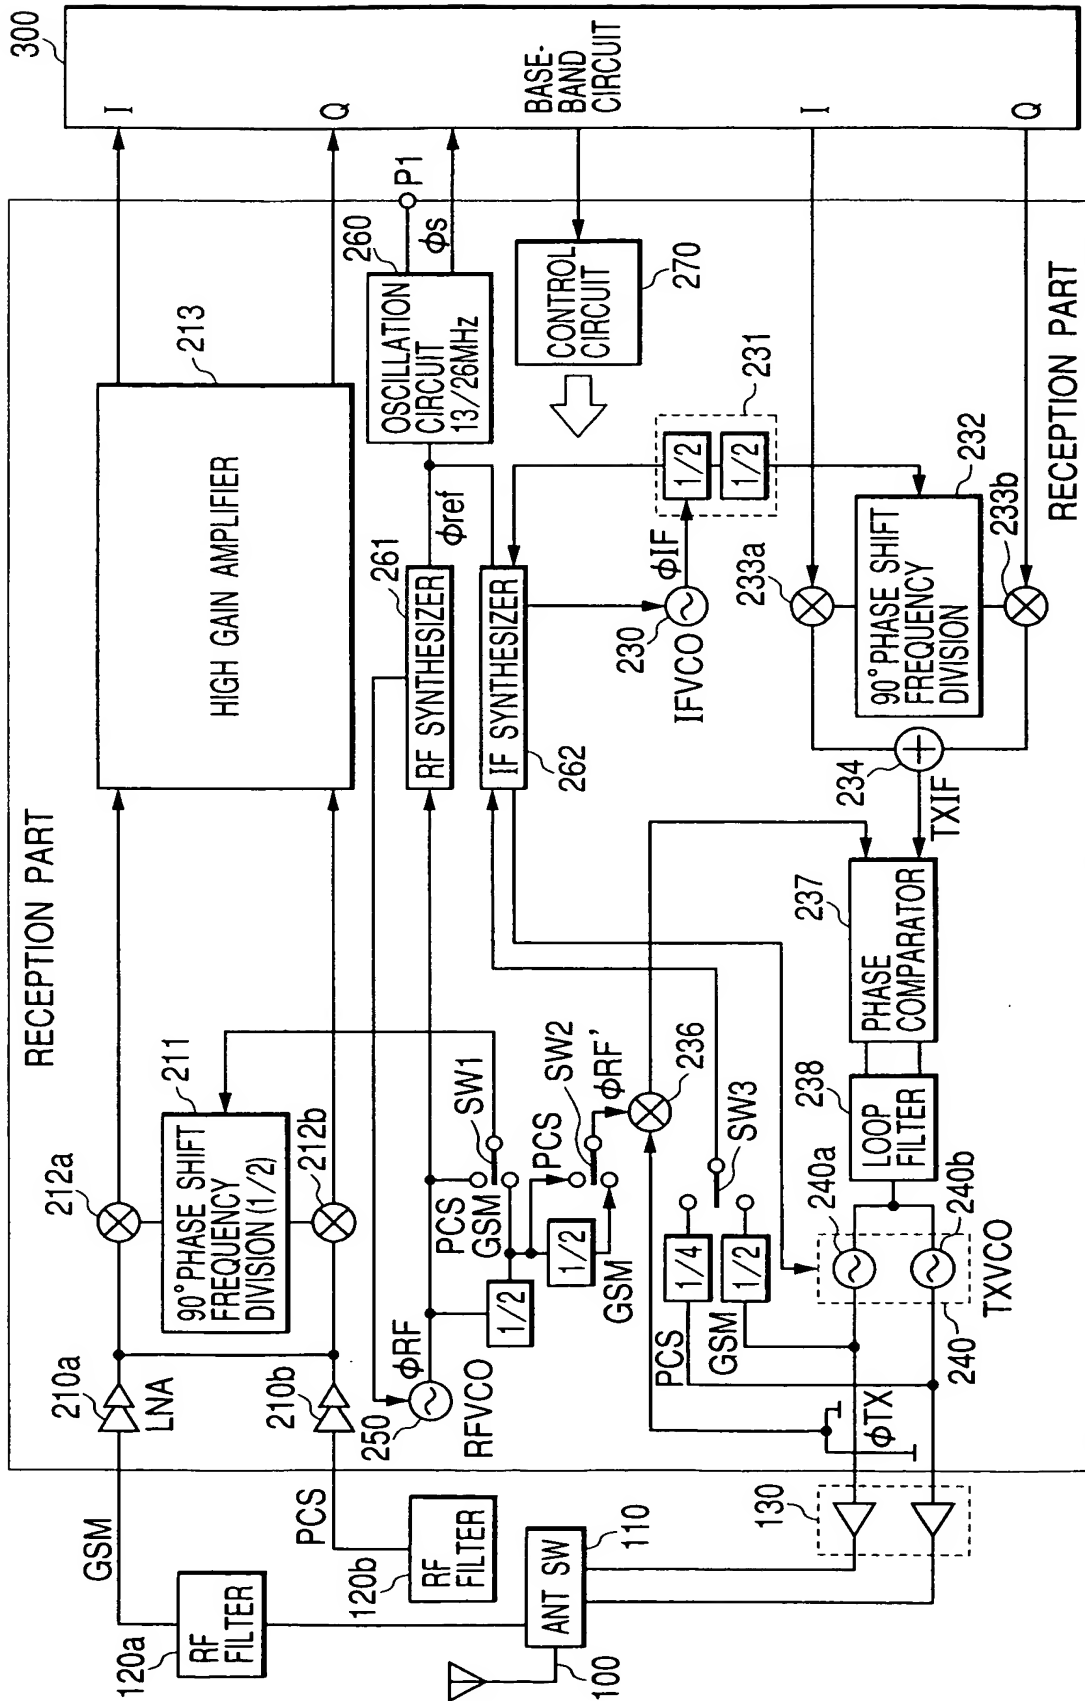 RECEPTION PART
300
I
Q
BASE-
BAND
CIRCUIT
I
Q
213
HIGH GAIN AMPLIFIER
211
90° PHASE SHIFT
FREQUENCY
DIVISION (1/2)
212a
212b
210a
LNA
210b
GSM
PCS
120a
RF
FILTER
120b
RF
FILTER
260
OSCILLATION
CIRCUIT
13/26MHz
P1
φs
φref
261
RF SYNTHESIZER
IF SYNTHESIZER
262
CONTROL
CIRCUIT
270
φRF
250
RFVCO
PCS
GSM
SW1
1/2
PCS
SW2
1/2
GSM
φRF'
236
230
IFVCO
φIF
231
1/2
1/2
233a
90° PHASE SHIFT
FREQUENCY
DIVISION
232
233b
234
TXIF
237
PHASE
COMPARATOR
238
LOOP
FILTER
SW3
1/4
1/2
PCS
GSM
240a
240b
TXVCO
240
φTX
130
110
ANT SW
100
RECEPTION PART